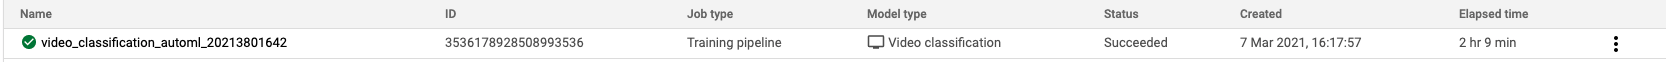 Name ID Job type Model type Status Created Elapsed time
video_classification_automl_20213801642 3536178928508993536 Training pipeline Video classification Succeeded 7 Mar 2021, 16:17:57 2 hr 9 min